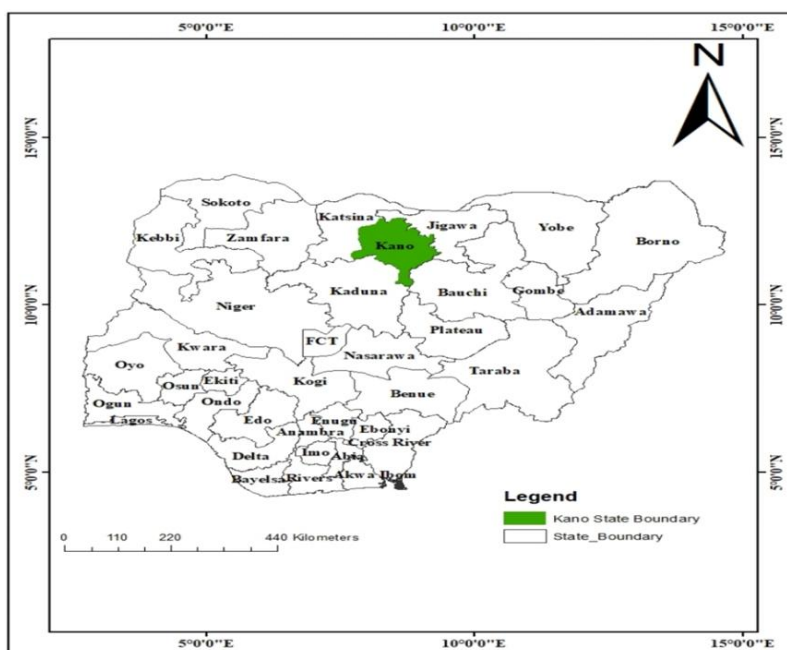 5°0'0"E 10°0'0"E 15°0'0"E
N
15°0'0"N 15°0'0"N
Sokoto
Katsina
Jigawa
Yobe
Kebbi
Zamfara
Kano
Borno
Kaduna
Bauchi
Gombe
Niger
Adamawa
10°0'0"N 10°0'0"N
Plateau
FCT
Kwara
Nasarawa
Oyo
Taraba
Osun
Ekiti
Kogi
Benue
Ogun
Ondo
Lagos
Edo
Enugu
Anambra
Ebonyi
Cross River
Delta
Imo
Abia
Bayelsa
Rivers
Akwa Ibom
5°0'0"N 5°0'0"N
Legend
Kano State Boundary
State_Boundary
0 110 220 440 Kilometers
5°0'0"E 10°0'0"E 15°0'0"E